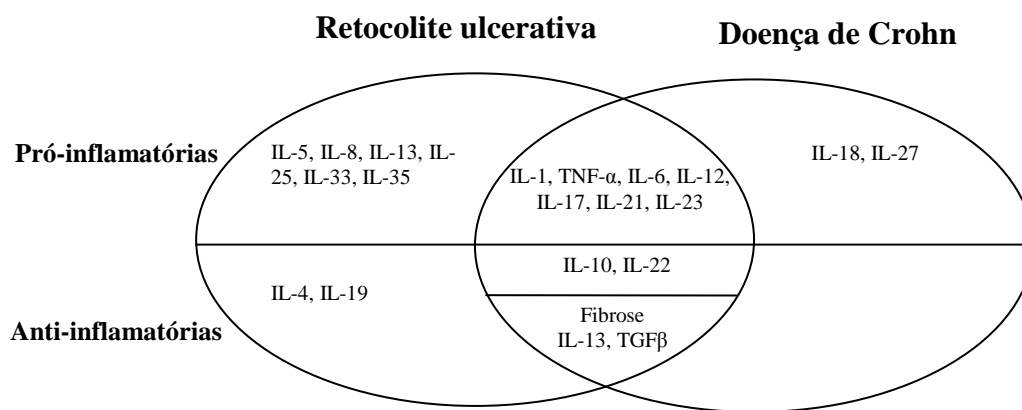 Retocolite ulcerativa
Doença de Crohn
Pró-inflamatórias
IL-5, IL-8, IL-13, IL-
25, IL-33, IL-35
IL-1, TNF-α, IL-6, IL-12,
IL-17, IL-21, IL-23
IL-18, IL-27
Anti-inflamatórias
IL-4, IL-19
IL-10, IL-22
Fibrose
IL-13, TGFβ